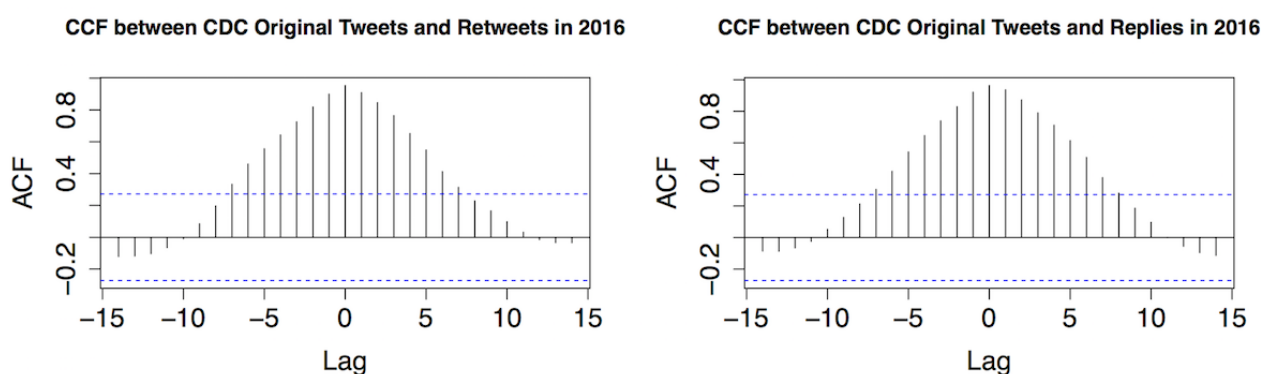 CCF between CDC Original Tweets and Retweets in 2016
ACF
0.8
0.4
−0.2
−15 −10 −5 0 5 10 15
Lag
CCF between CDC Original Tweets and Replies in 2016
ACF
0.8
0.4
−0.2
−15 −10 −5 0 5 10 15
Lag